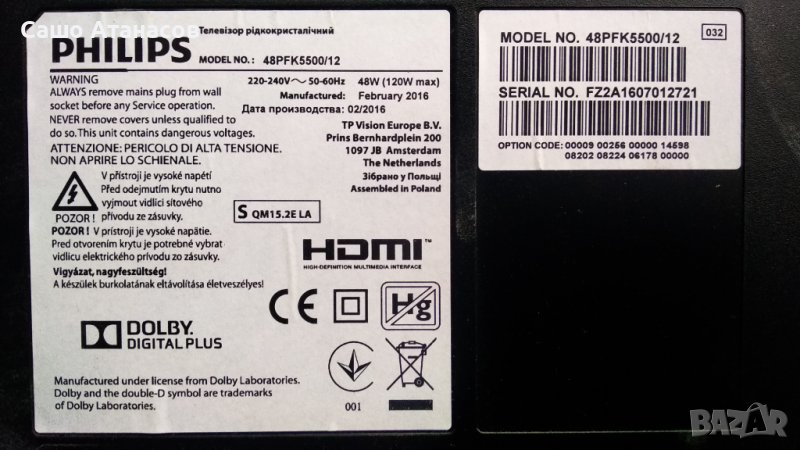 Сашо Атанасов
Телевізор рідкокристалічний
PHILIPS
MODEL NO. : 48PFK5500/12
WARNING
ALWAYS remove mains plug from wall
socket before any Service operation.
NEVER remove covers unless qualified to
do so. This unit contains dangerous voltages.
ATTENZIONE: PERICOLO DI ALTA TENSIONE.
NON APRIRE LO SCHIENALE.
220-240V～ 50-60Hz 48W (120W max)
Manufactured: February 2016
Дата производства: 02/2016
TP Vision Europe B.V.
Prins Bernhardplein 200
1097 JB Amsterdam
The Netherlands
Зібрано у Польщі
Assembled in Poland
V přístroji je vysoké napětí
Před odejmutím krytu nutno
vyjmout vidlici síťového
POZOR ! přívodu ze zásuvky.
POZOR ! V prístroji je vysoké napätie.
Pred otvorením krytu je potrebné vybrat
vidlicu elektrického prívodu zo zásuvky.
Vigyázat, nagyfeszültség!
A készülek burkolatának eltávolítása életveszélyes!
S QM15.2E LA
HDMI™
HIGH-DEFINITION MULTIMEDIA INTERFACE
CE
Hg
DOLBY.
DIGITAL PLUS
Manufactured under license from Dolby Laboratories.
Dolby and the double-D symbol are trademarks
of Dolby Laboratories.
001
MODEL NO. 48PFK5500/12
032
SERIAL NO. FZ2A1607012721
OPTION CODE: 00009 00256 00000 14598
08202 08224 06178 00000
BAZAR